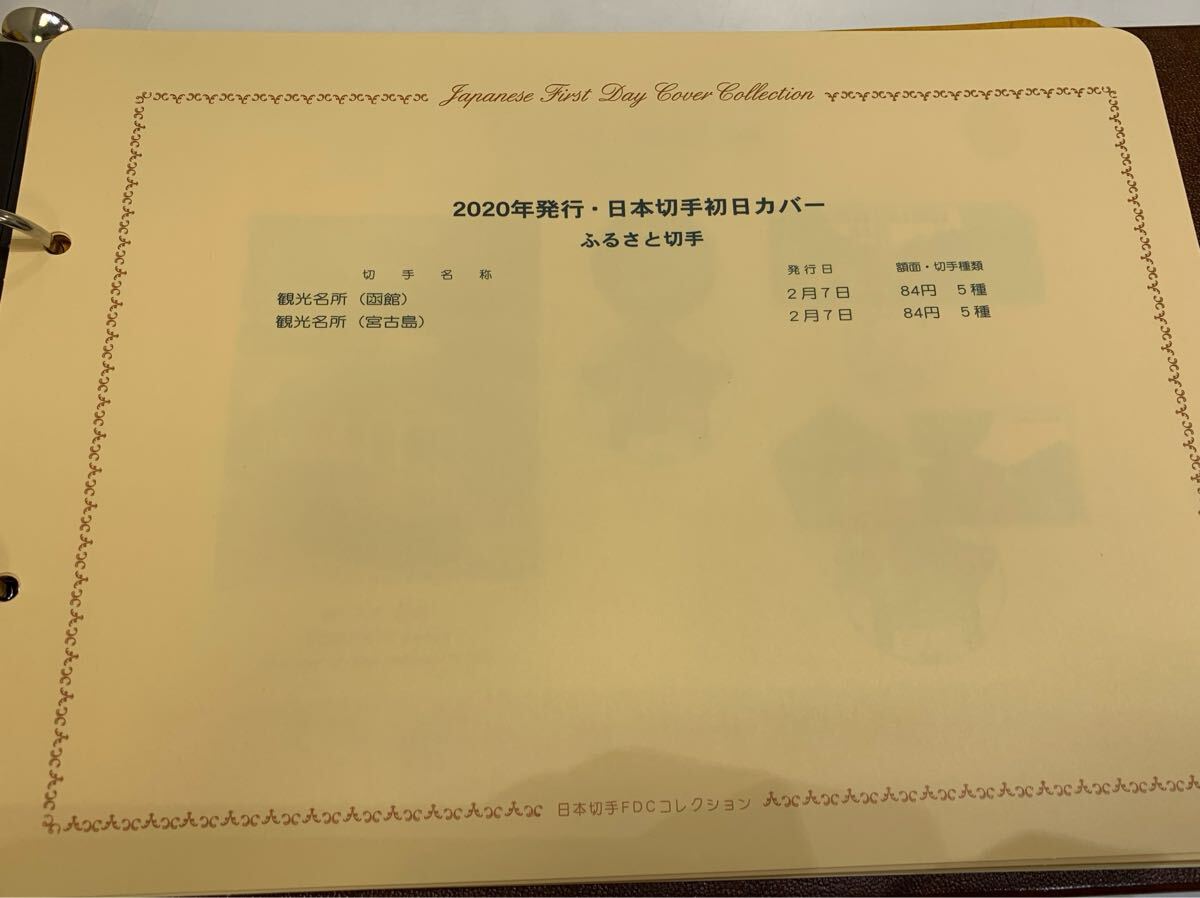 Japanese First Day Cover Collection
2020年発行・日本切手初日カバー
ふるさと切手
切手名称 発行日 額面・切手種類
観光名所（函館） 2月7日 84円 5種
観光名所（宮古島） 2月7日 84円 5種
日本切手FDCコレクション